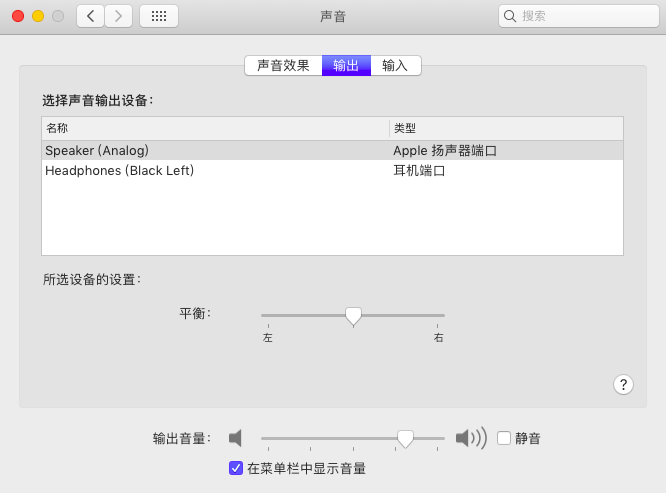 声音
搜索
声音效果 输出 输入
选择声音输出设备：
名称 类型
Speaker (Analog) Apple 扬声器端口
Headphones (Black Left) 耳机端口
所选设备的设置：
平衡：
左 右
?
输出音量： 静音
在菜单栏中显示音量